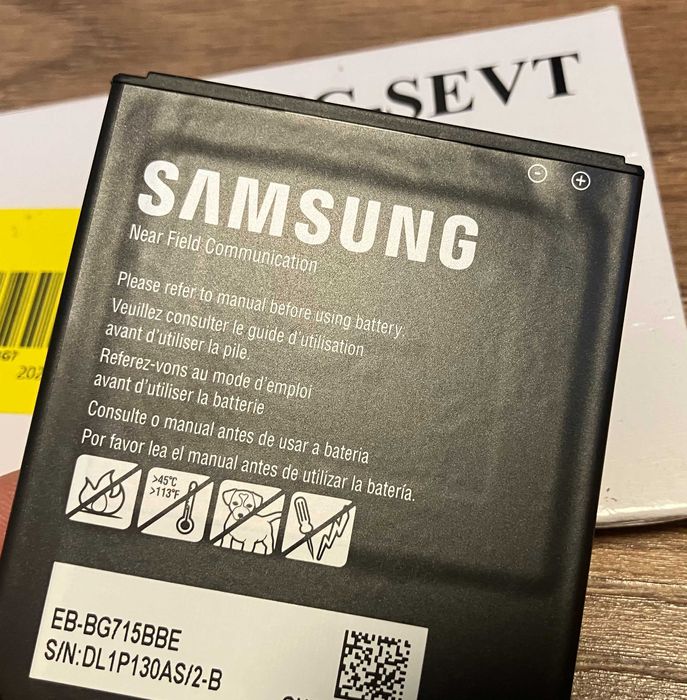 G-SEVT
SAMSUNG
Near Field Communication
Please refer to manual before using battery.
Veuillez consulter le guide d'utilisation
avant d'utiliser la pile.
Referez-vons au mode d'emploi
avant d'utiliser la batterie
Consulte o manual antes de usar a bateria
Por favor lea el manual antes de utilizar la batería.
>45°C
>113°F
EB-BG715BBE
S/N:DL1P130AS/2-B